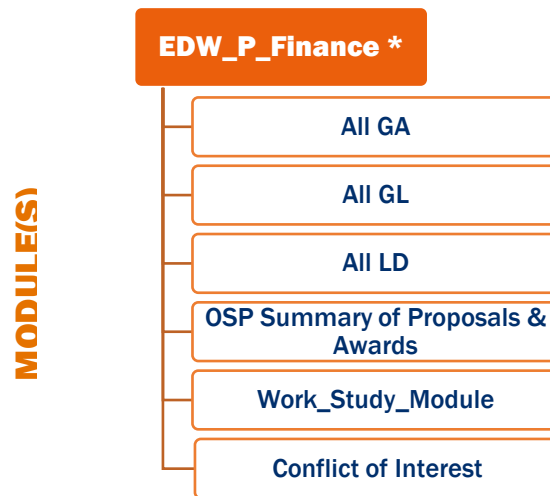 EDW_P_Finance *
MODULE(S)
All GA
All GL
All LD
OSP Summary of Proposals &
Awards
Work_Study_Module
Conflict of Interest